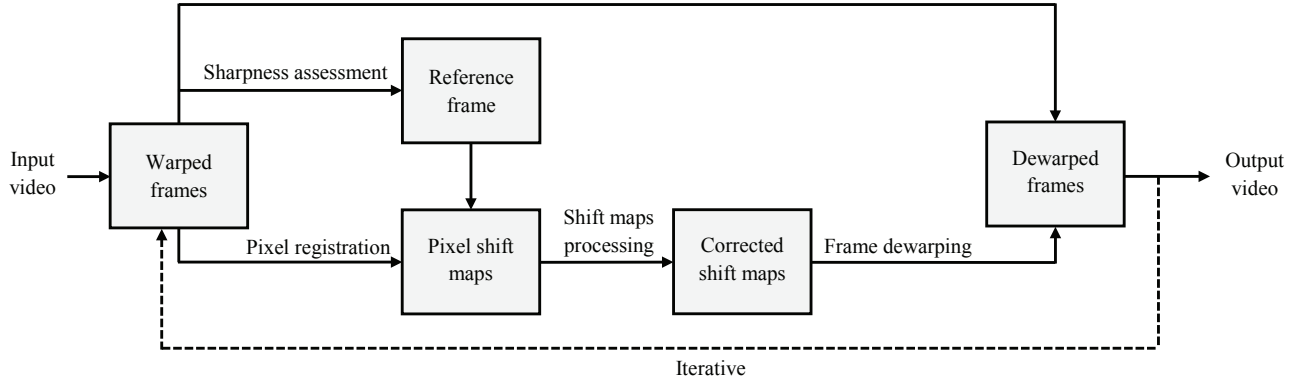 Sharpness assessment
Reference
frame
Input
video
Warped
frames
Dewarped
frames
Output
video
Pixel registration
Pixel shift
maps
Shift maps
processing
Corrected
shift maps
Frame dewarping
Iterative